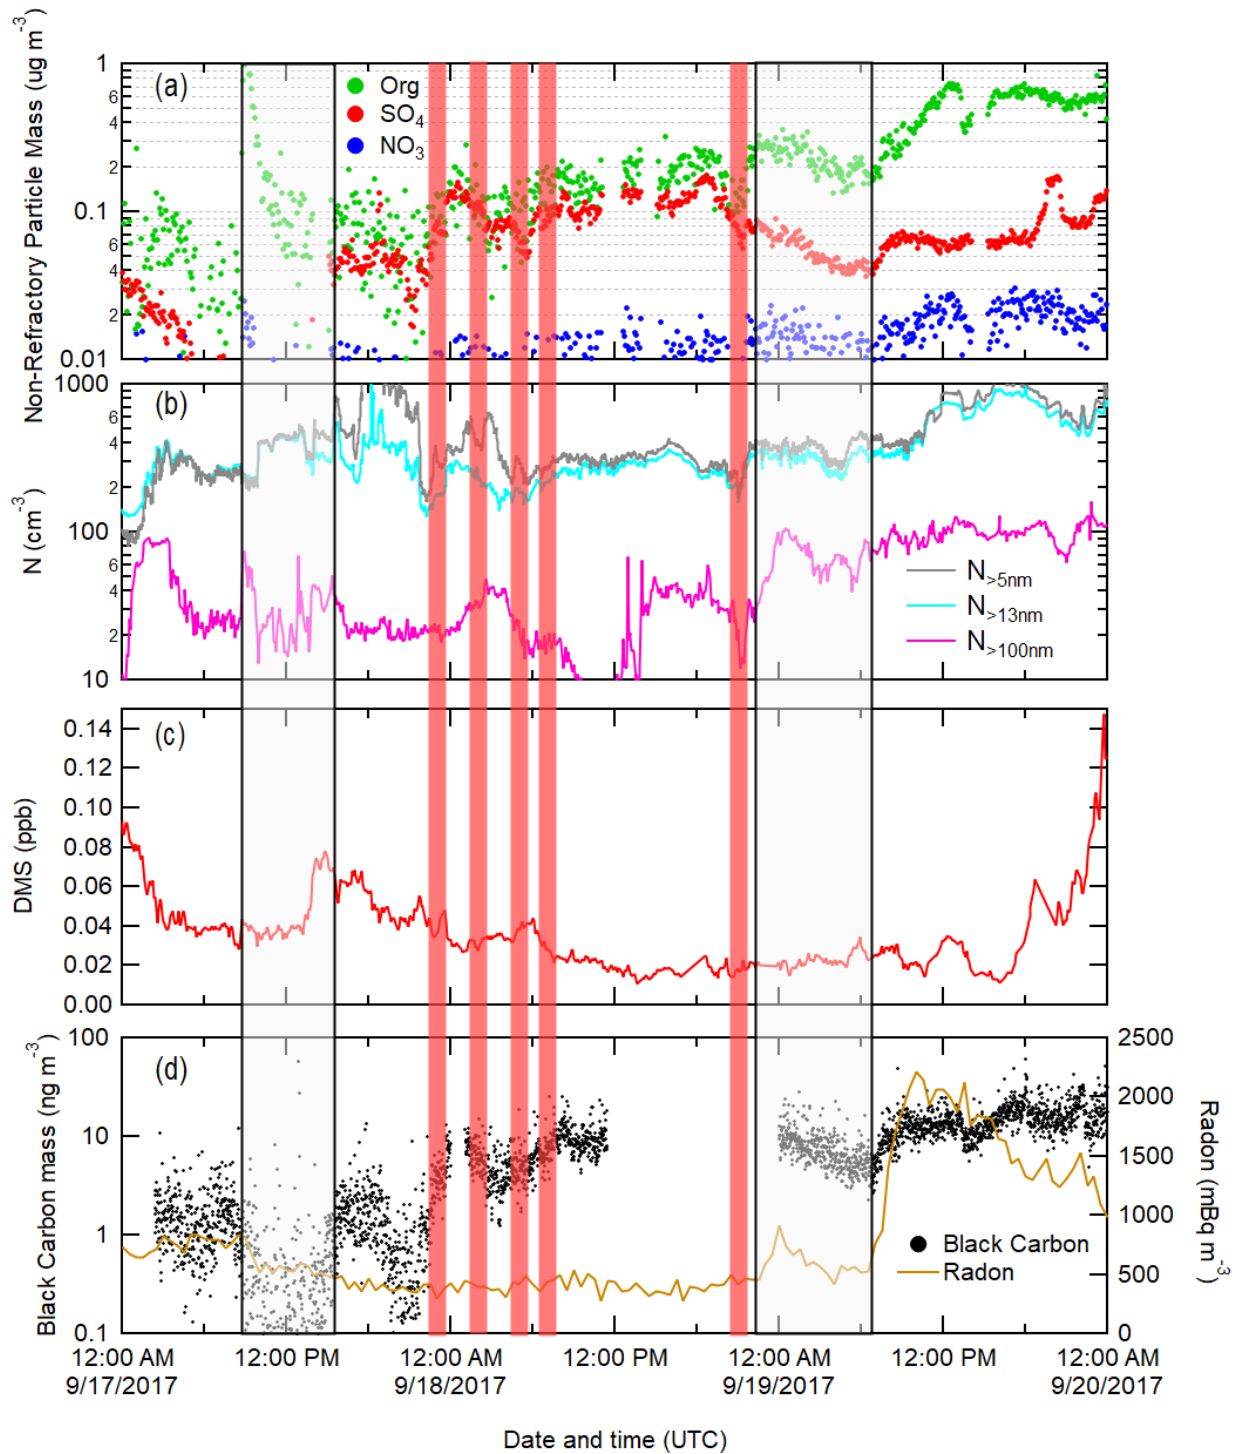 Non-Refractory Particle Mass (ug m⁻³)
(a)
Org
SO₄
NO₃
1
6
4
2
0.1
6
4
2
0.01
N (cm⁻³)
(b)
1000
6
4
2
100
6
4
2
10
N>5nm
N>13nm
N>100nm
DMS (ppb)
(c)
0.14
0.12
0.10
0.08
0.06
0.04
0.02
0.00
Black Carbon mass (ng m⁻³)
(d)
100
10
1
0.1
Black Carbon
Radon
2500
2000
1500
1000
500
0
Radon (mBq m⁻³)
12:00 AM 12:00 PM 12:00 AM 12:00 PM 12:00 AM 12:00 PM 12:00 AM
9/17/2017 9/18/2017 9/19/2017 9/20/2017
Date and time (UTC)